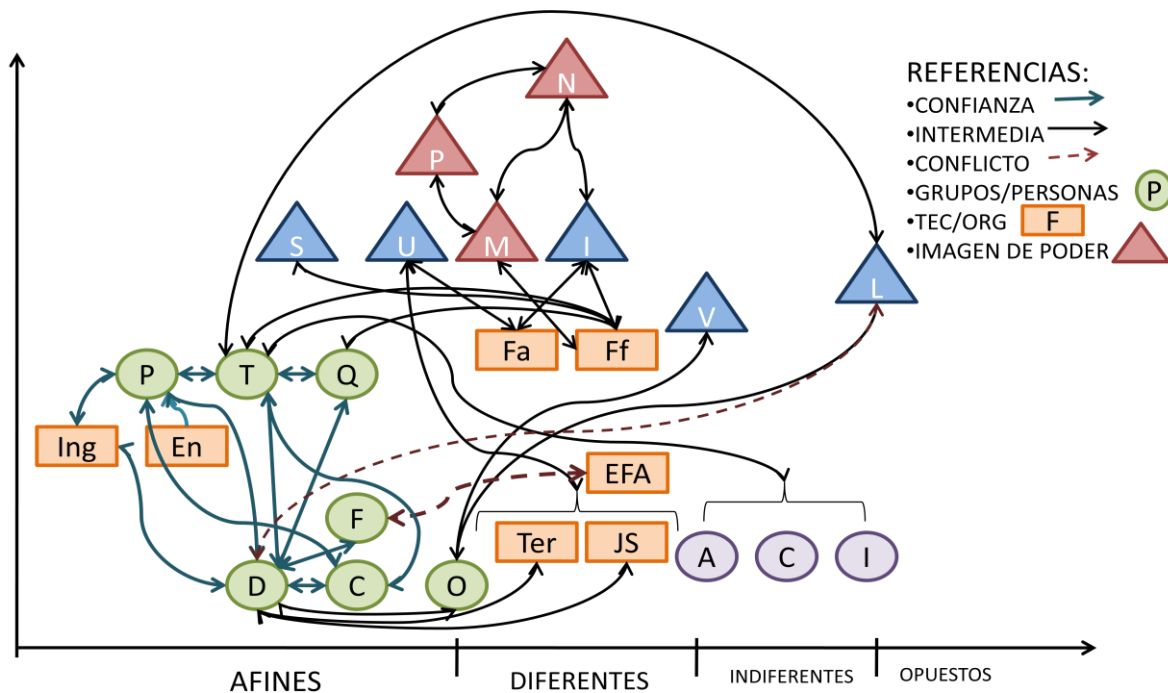 N
P
S
U
M
I
L
V
REFERENCIAS:
•CONFIANZA
•INTERMEDIA
•CONFLICTO
•GRUPOS/PERSONAS P
•TEC/ORG F
•IMAGEN DE PODER
Fa
Ff
P
T
Q
Ing
En
EFA
F
Ter
JS
A
C
I
D
C
O
AFINES
DIFERENTES
INDIFERENTES
OPUESTOS